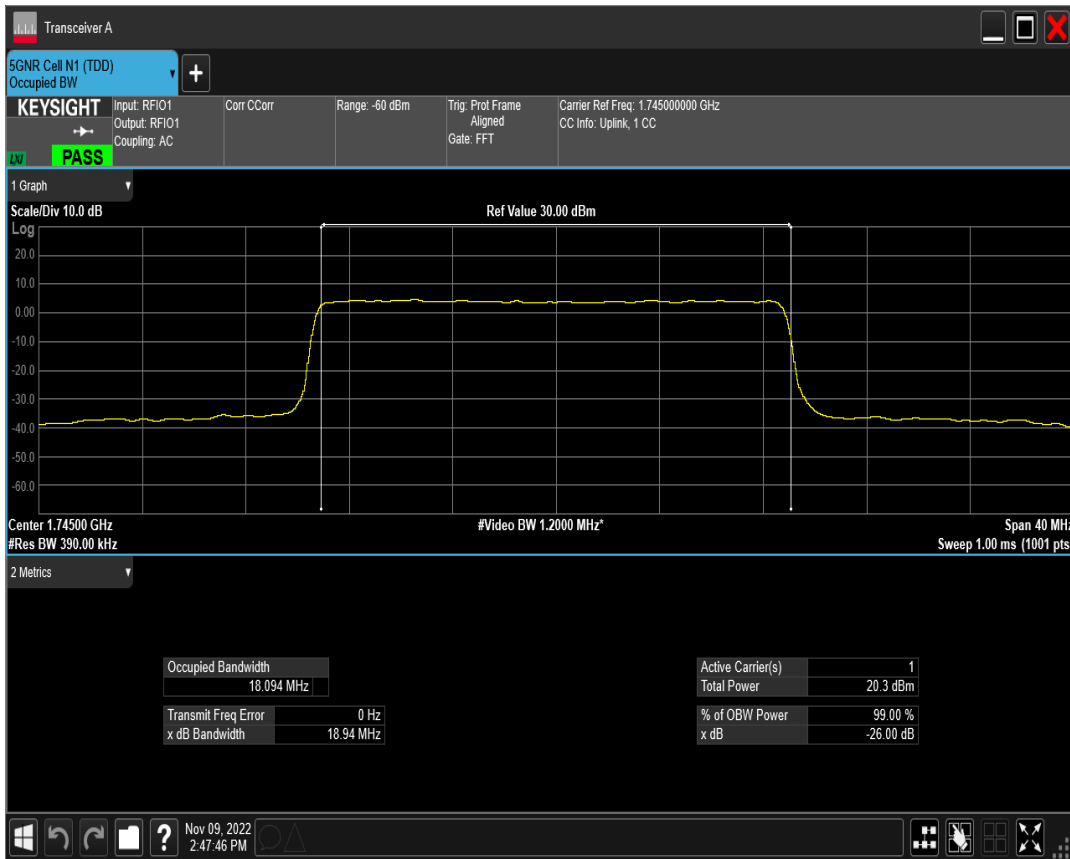 Transceiver A
5GNR Cell N1 (TDD)
Occupied BW
+
KEYSIGHT
LXI
PASS
Input: RFIO1
Output: RFIO1
Coupling: AC
Corr CCorr
Range: -60 dBm
Trig: Prot Frame
Aligned
Gate: FFT
Carrier Ref Freq: 1.745000000 GHz
CC Info: Uplink, 1 CC
1 Graph
Scale/Div 10.0 dB
Ref Value 30.00 dBm
Log
20.0
10.0
0.00
-10.0
-20.0
-30.0
-40.0
-50.0
-60.0
Center 1.74500 GHz
#Video BW 1.2000 MHz*
Span 40 MHz
#Res BW 390.00 kHz
Sweep 1.00 ms (1001 pts
2 Metrics
Occupied Bandwidth
18.094 MHz
Transmit Freq Error 0 Hz
x dB Bandwidth 18.94 MHz
Active Carrier(s) 1
Total Power 20.3 dBm
% of OBW Power 99.00 %
x dB -26.00 dB
?
Nov 09, 2022
2:47:46 PM